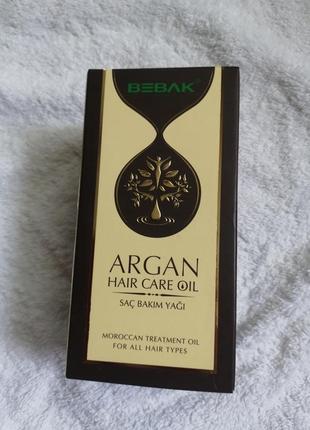 BEBAK®
ARGAN
HAIR CARE OIL
SAÇ BAKIM YAĞI
MOROCCAN TREATMENT OIL
FOR ALL HAIR TYPES